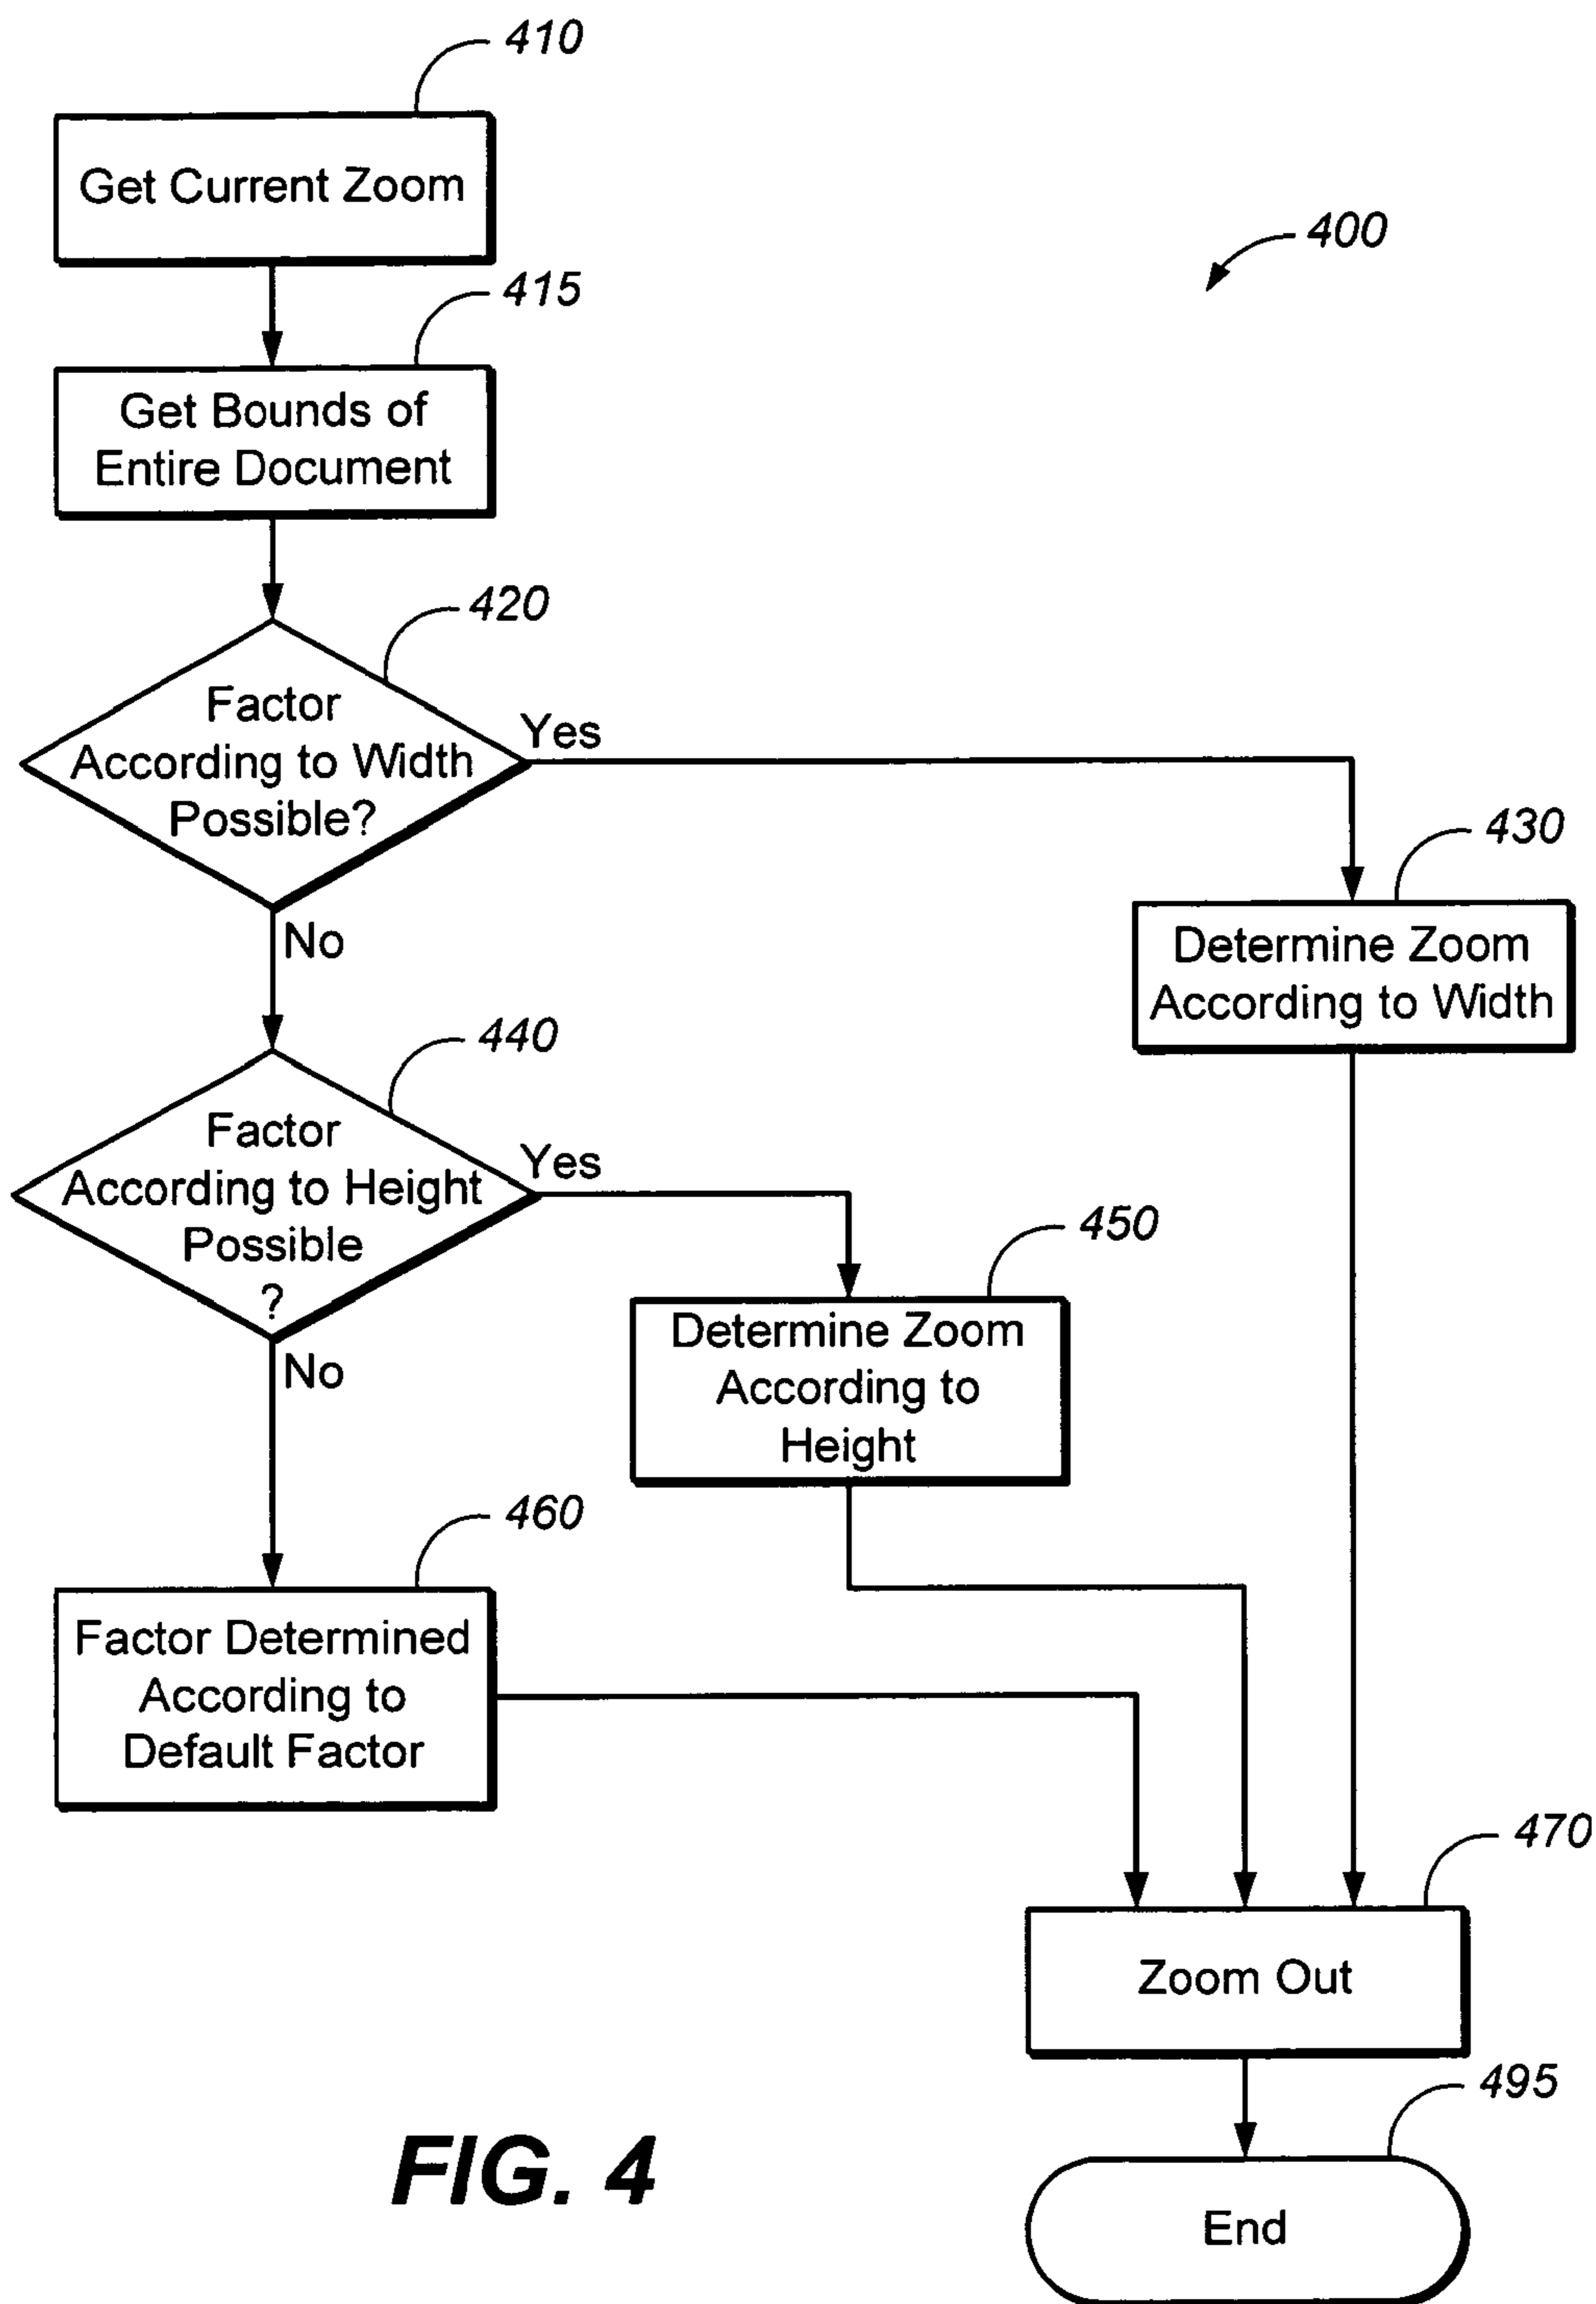 410
Get Current Zoom
400
415
Get Bounds of
Entire Document
420
Factor
According to Width
Possible?
Yes
No
430
Determine Zoom
According to Width
440
Factor
According to Height
Possible
?
Yes
No
450
Determine Zoom
According to
Height
460
Factor Determined
According to
Default Factor
470
Zoom Out
495
End
FIG. 4